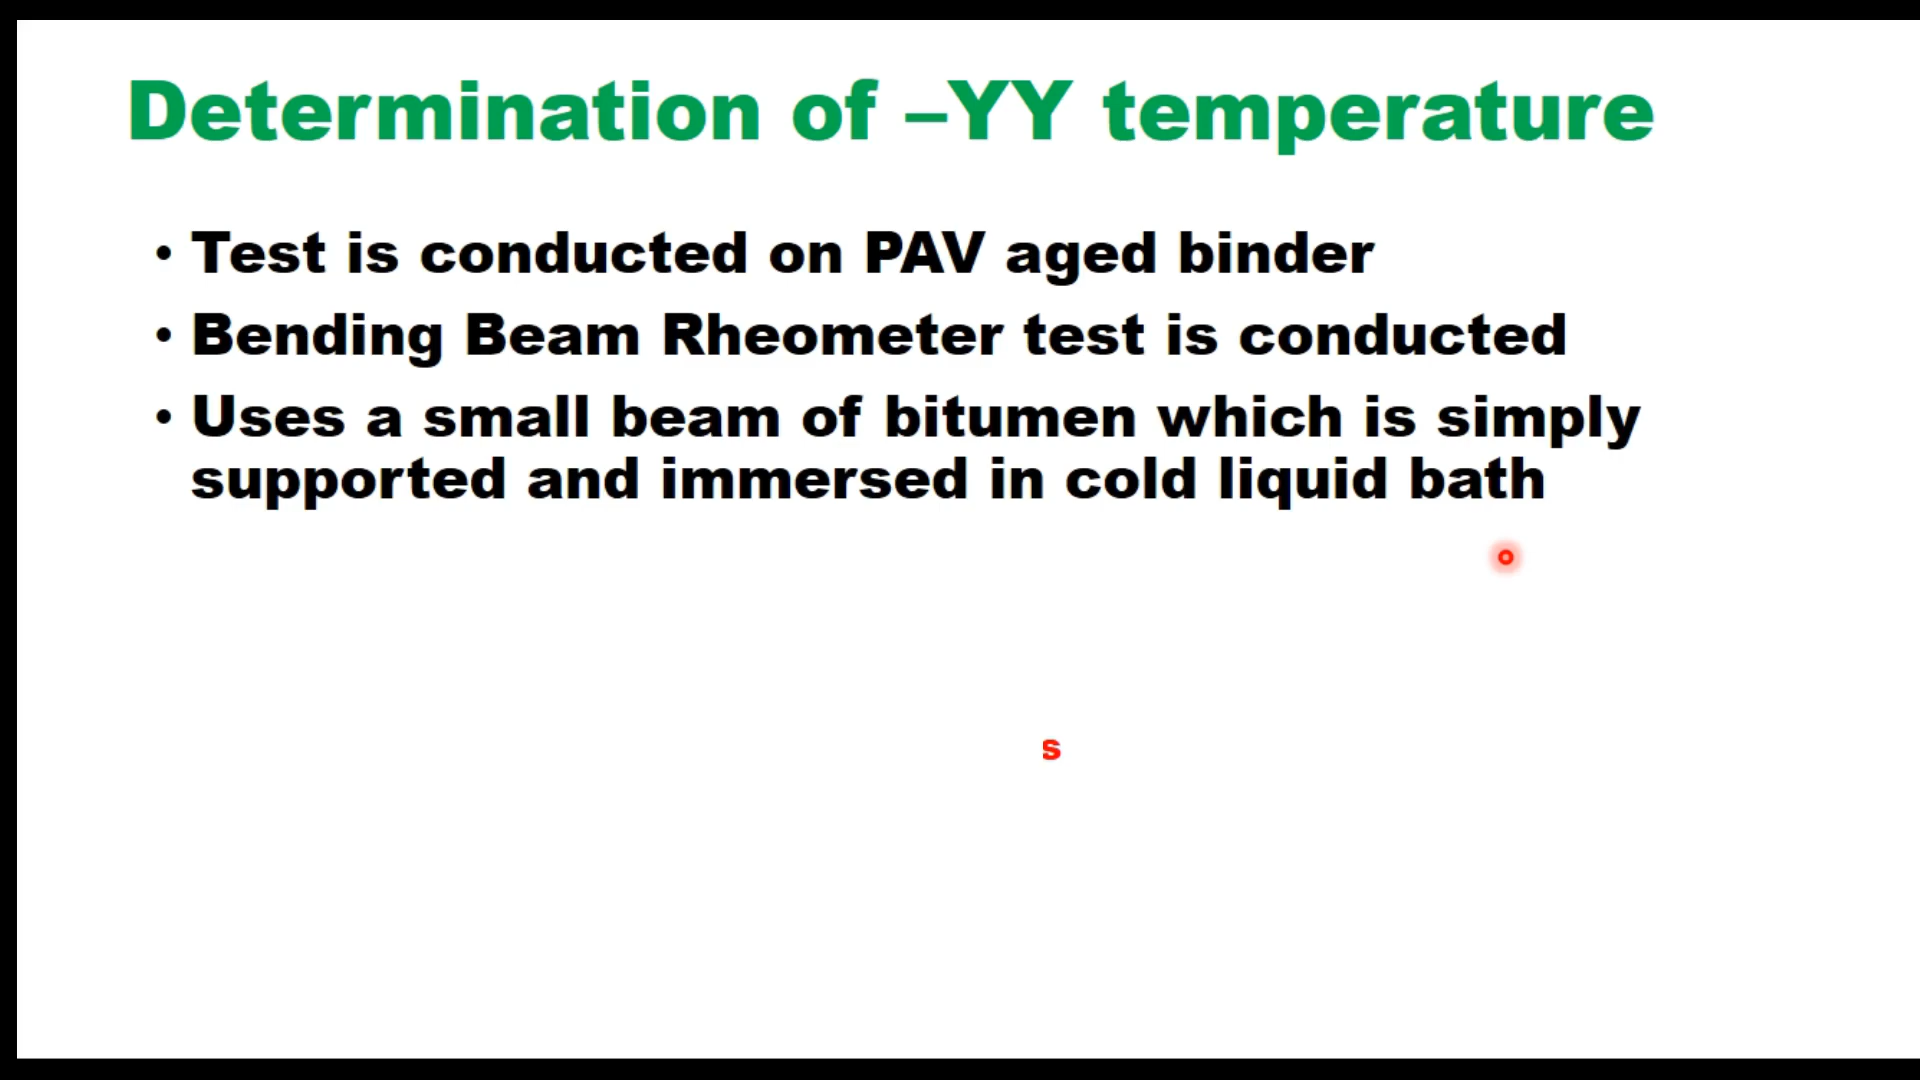 Determination of –YY temperature
• Test is conducted on PAV aged binder
• Bending Beam Rheometer test is conducted
• Uses a small beam of bitumen which is simply
supported and immersed in cold liquid bath
s